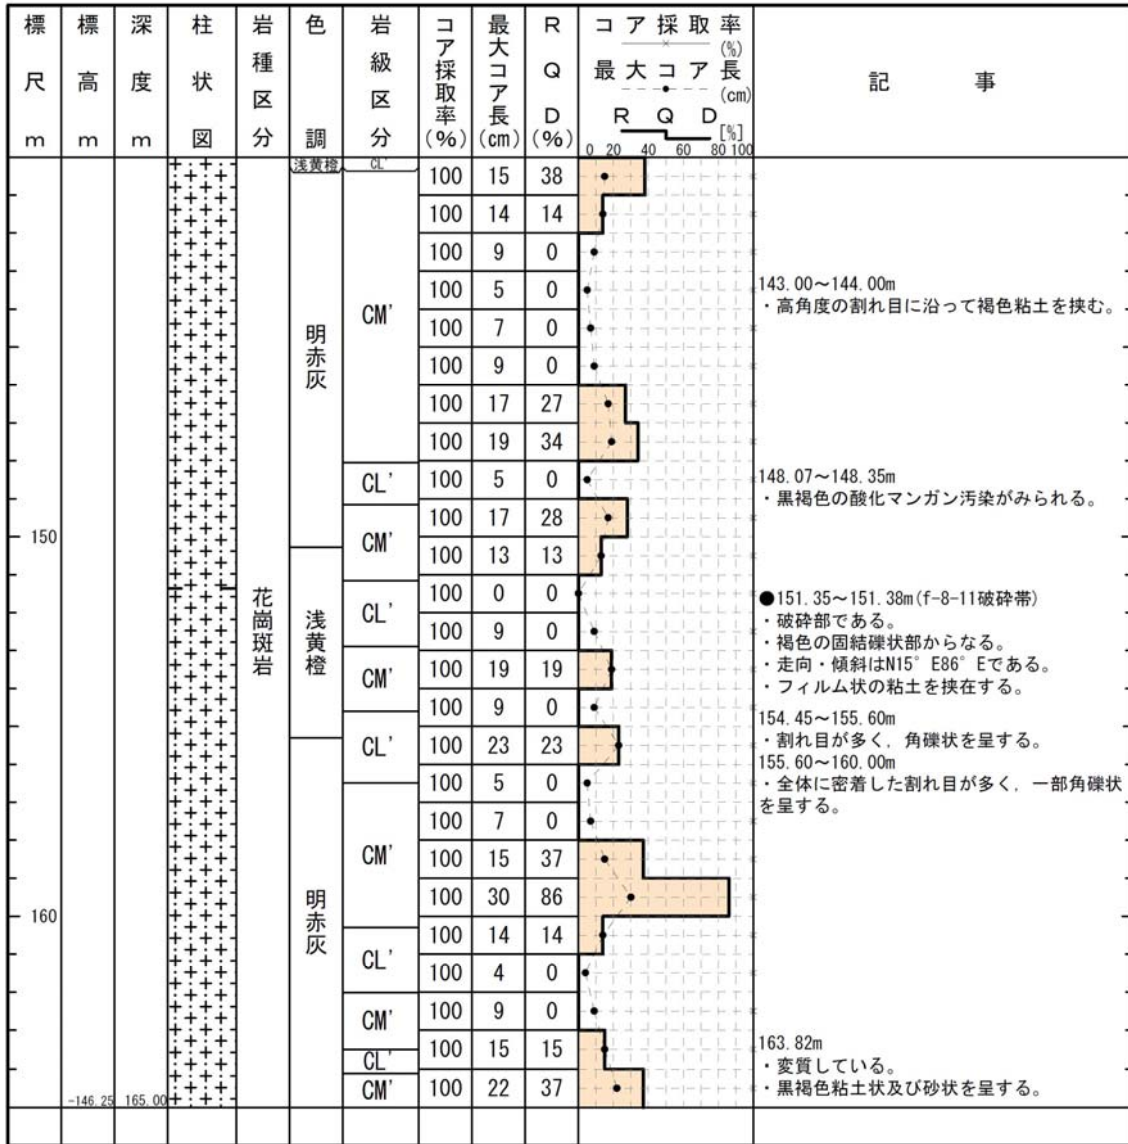 標尺 m
標高 m
深度 m
柱状図
岩種区分
色調
岩級区分
コア採取率(%)
最大コア長(cm)
RQD(%)
コア採取率
(%)
最大コア長
(cm)
RQD
[%]
0 20 40 60 80 100
記事
浅黄橙 CL'
100 15 38
100 14 14
100 9 0
143.00～144.00m
100 5 0
・高角度の割れ目に沿って褐色粘土を挟む。
CM'
明赤灰
100 7 0
100 9 0
100 17 27
100 19 34
148.07～148.35m
CL' 100 5 0
・黒褐色の酸化マンガン汚染がみられる。
100 17 28
150
CM'
100 13 13
花崗斑岩
浅黄橙
100 0 0
●151.35～151.38m(f-8-11破砕帯)
・破砕部である。
CL'
100 9 0
・褐色の固結礫状部からなる。
CM' 100 19 19
・走向・傾斜はN15°E86°Eである。
・フィルム状の粘土を挟在する。
100 9 0
154.45～155.60m
CL' 100 23 23
・割れ目が多く，角礫状を呈する。
155.60～160.00m
100 5 0
・全体に密着した割れ目が多く，一部角礫状
を呈する。
100 7 0
CM' 100 15 37
明赤灰
100 30 86
160
100 14 14
CL'
100 4 0
100 9 0
CM'
163.82m
100 15 15
・変質している。
CL'
CM' 100 22 37
・黒褐色粘土状及び砂状を呈する。
-146.25 165.00